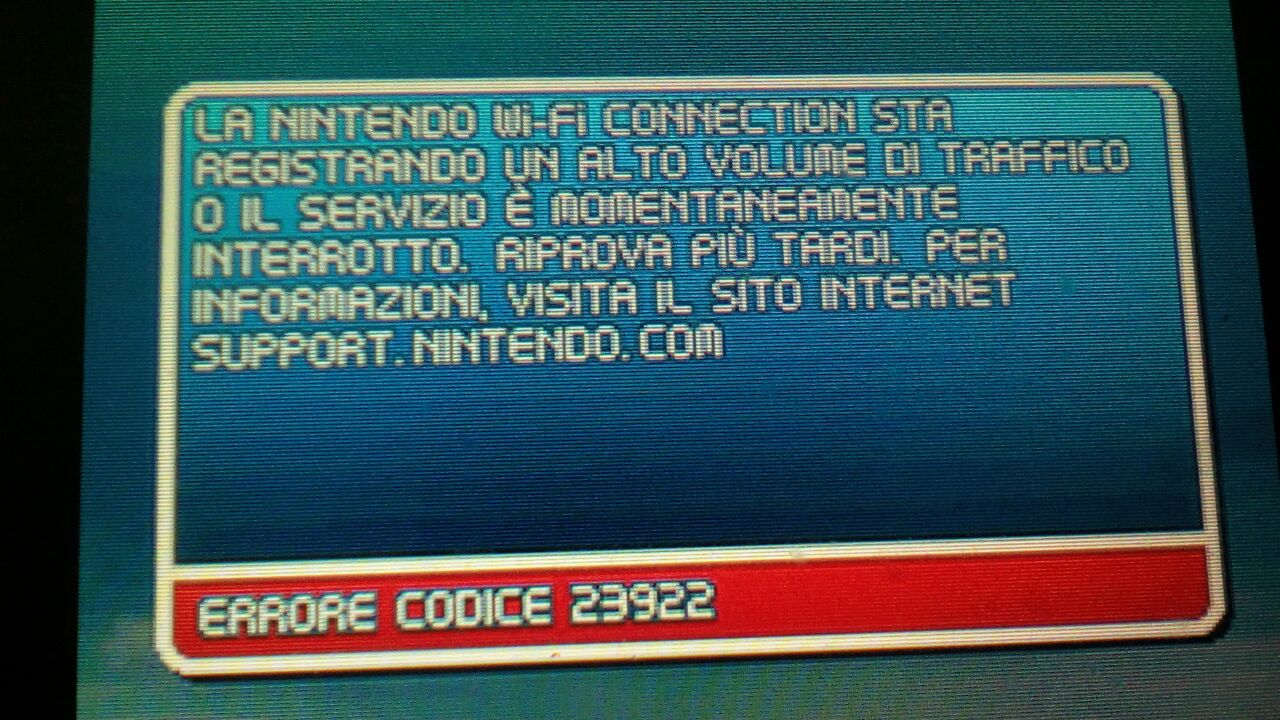 LA NINTENDO Wi-Fi CONNECTION STA
REGISTRANDO UN ALTO VOLUME DI TRAFFICO
O IL SERVIZIO È MOMENTANEAMENTE
INTERROTTO. RIPROVA PIÙ TARDI. PER
INFORMAZIONI, VISITA IL SITO INTERNET
SUPPORT.NINTENDO.COM
ERRORE CODICE 23922